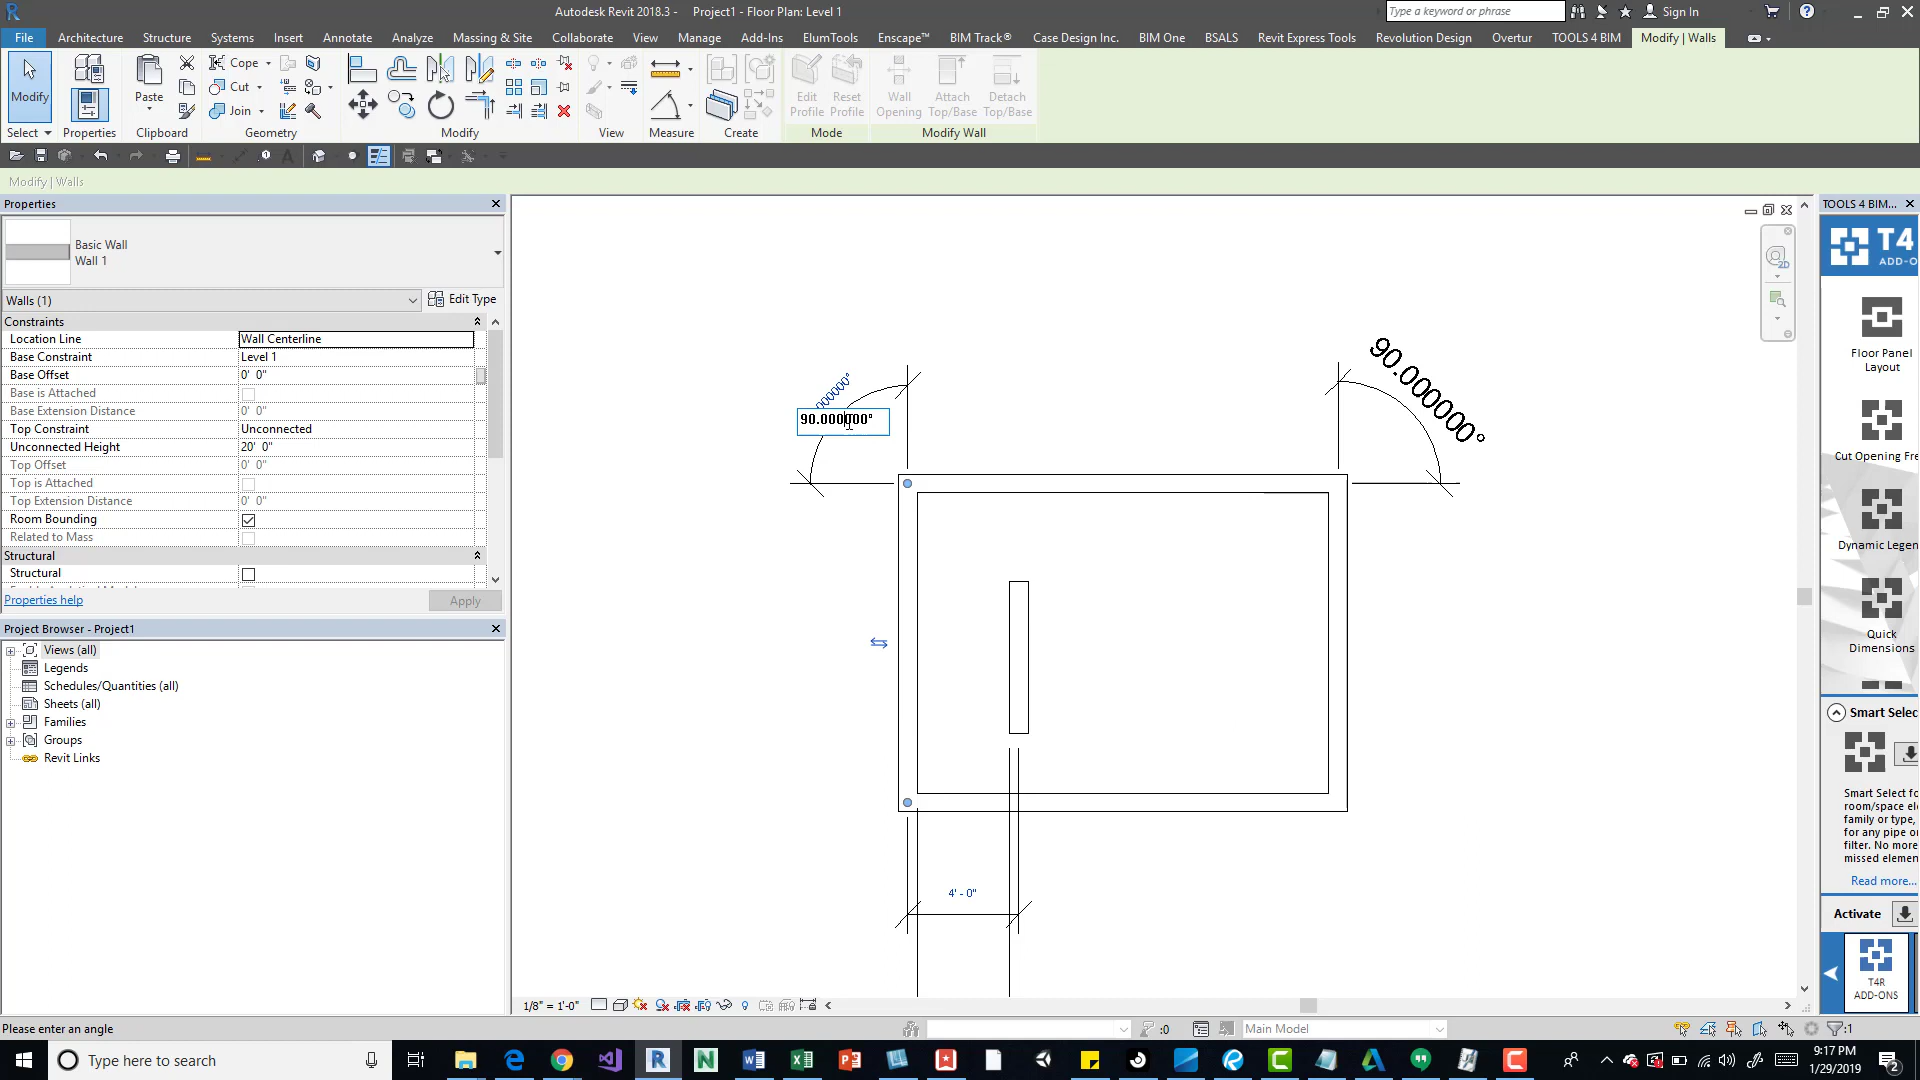 Autodesk Revit 2018.3 - Project1 - Floor Plan: Level 1
Type a keyword or phrase
Sign In
File Architecture Structure Systems Insert Annotate Analyze Massing & Site Collaborate View Manage Add-Ins ElumTools Enscape™ BIM Track® Case Design Inc. BIM One BSALS Revit Express Tools Revolution Design Overtur TOOLS 4 BIM Modify | Walls
Modify
Paste
Cope
Cut
Join
Edit Profile
Reset Profile
Wall Opening
Attach Top/Base
Detach Top/Base
Select Properties Clipboard Geometry Modify View Measure Create Mode Modify Wall
Modify | Walls
Properties
Basic Wall
Wall 1
Walls (1)
Edit Type
Constraints
Location Line Wall Centerline
Base Constraint Level 1
Base Offset 0' 0"
Base is Attached
Base Extension Distance 0' 0"
Top Constraint Unconnected
Unconnected Height 20' 0"
Top Offset 0' 0"
Top is Attached
Top Extension Distance 0' 0"
Room Bounding
Related to Mass
Structural
Structural
Properties help
Apply
Project Browser - Project1
Views (all)
Legends
Schedules/Quantities (all)
Sheets (all)
Families
Groups
Revit Links
000000°
90.000000°
90.000000°
4' - 0"
2D
TOOLS 4 BIM...
T4
ADD-O
Floor Panel
Layout
Cut Opening Fre
Dynamic Legen
Quick
Dimensions
Smart Selec
Smart Select fo
room/space el
family or type,
for any pipe or
filter. No more
missed elemen
Read more...
Activate
T4R
ADD-ONS
1/8" = 1'-0"
Please enter an angle
:0
Main Model
:1
Type here to search
9:17 PM
1/29/2019
2